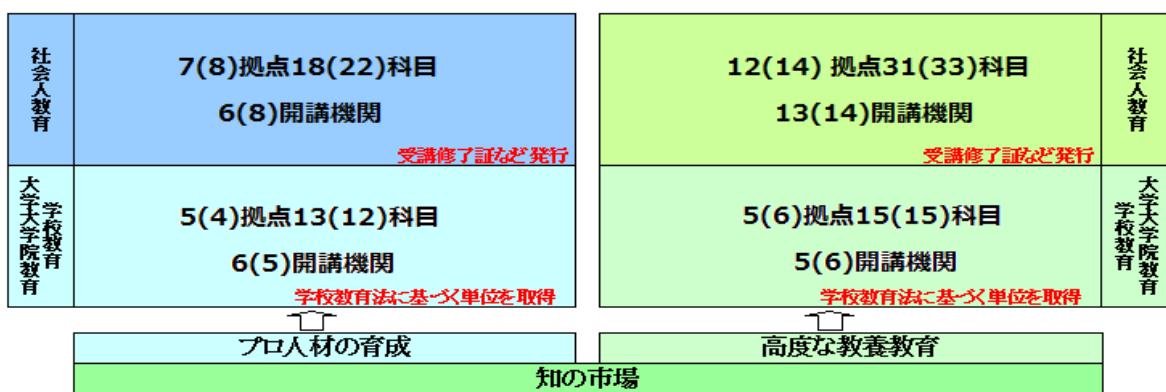 社会人教育
7(8)拠点18(22)科目
6(8)開講機関
受講修了証など発行
12(14) 拠点31(33)科目
13(14)開講機関
受講修了証など発行
社会人教育
学校教育
大学大学院教育
5(4)拠点13(12)科目
6(5)開講機関
学校教育法に基づく単位を取得
5(6)拠点15(15)科目
5(6)開講機関
学校教育法に基づく単位を取得
大学大学院教育
学校教育
プロ人材の育成
高度な教養教育
知の市場